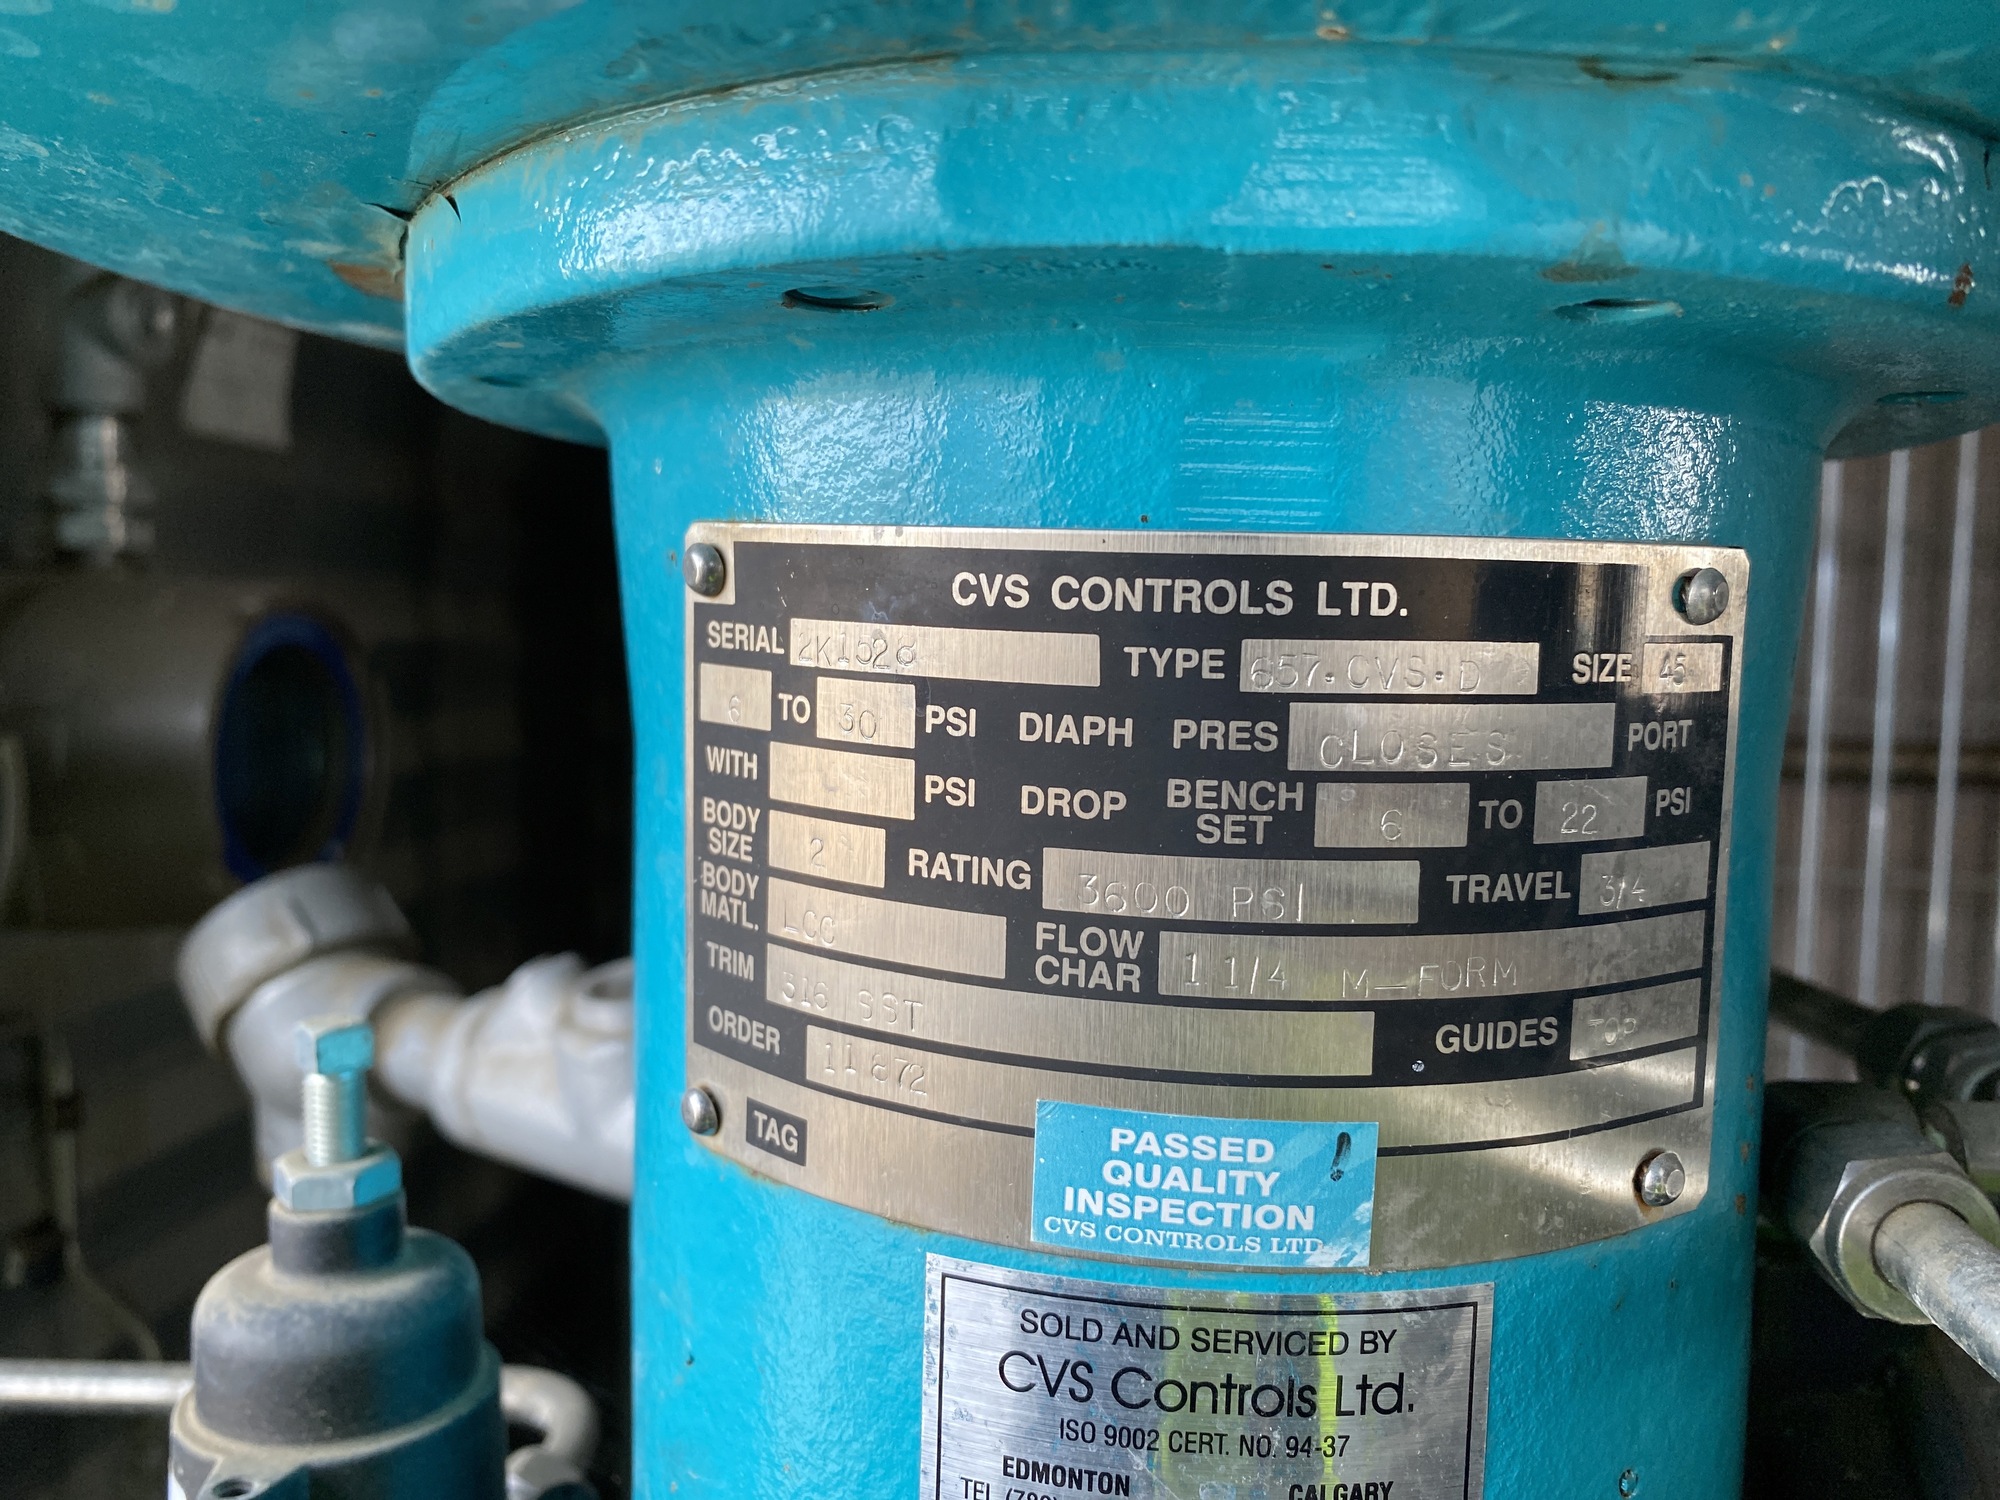 CVS CONTROLS LTD.
SERIAL 2K1528 TYPE 657.CVS.D SIZE 45
6 TO 30 PSI DIAPH PRES CLOSES PORT
WITH PSI DROP BENCH SET 6 TO 22 PSI
BODY SIZE 2 RATING 3600 PSI TRAVEL 3/4
BODY MATL. LCC FLOW CHAR 1 1/4 M-FORM
TRIM 316 SST GUIDES TOP
ORDER 11872
TAG
PASSED
QUALITY
INSPECTION
CVS CONTROLS LTD
SOLD AND SERVICED BY
CVS Controls Ltd.
ISO 9002 CERT. NO. 94-37
EDMONTON CALGARY
TEL